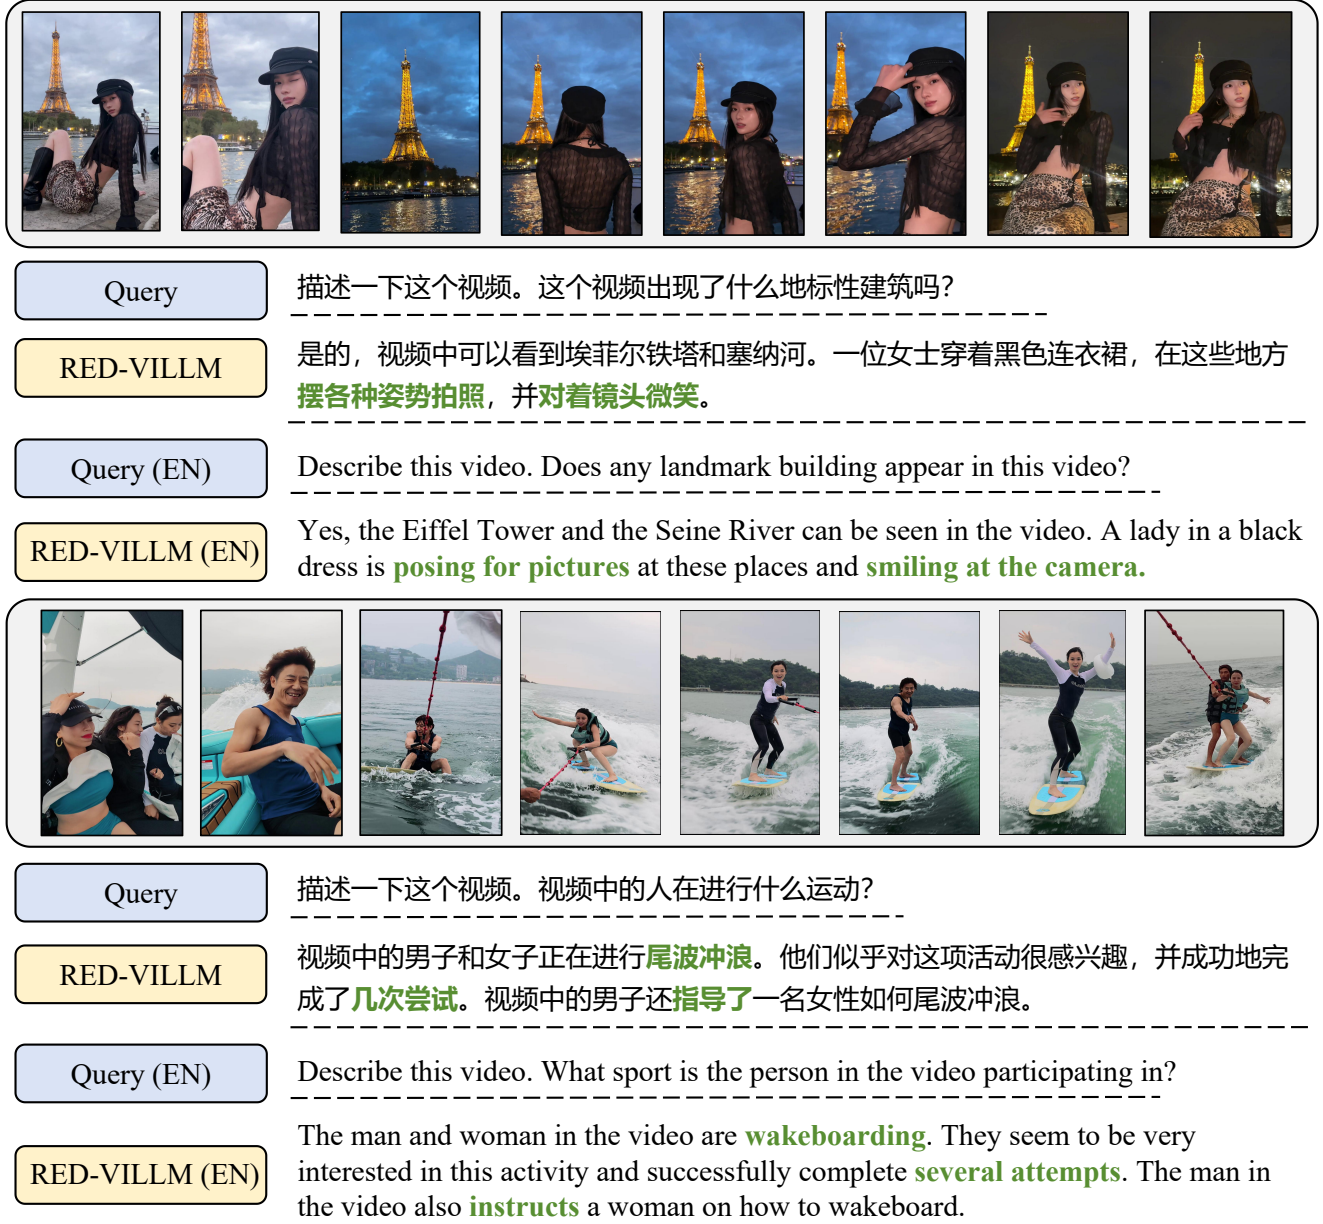 Query
描述一下这个视频。这个视频出现了什么地标性建筑吗？
RED-VILLM
是的，视频中可以看到埃菲尔铁塔和塞纳河。一位女士穿着黑色连衣裙，在这些地方
摆各种姿势拍照，并对着镜头微笑。
Query (EN)
Describe this video. Does any landmark building appear in this video?
RED-VILLM (EN)
Yes, the Eiffel Tower and the Seine River can be seen in the video. A lady in a black
dress is posing for pictures at these places and smiling at the camera.
Query
描述一下这个视频。视频中的人在进行什么运动？
RED-VILLM
视频中的男子和女子正在进行尾波冲浪。他们似乎对这项活动很感兴趣，并成功地完
成了几次尝试。视频中的男子还指导了一名女性如何尾波冲浪。
Query (EN)
Describe this video. What sport is the person in the video participating in?
RED-VILLM (EN)
The man and woman in the video are wakeboarding. They seem to be very
interested in this activity and successfully complete several attempts. The man in
the video also instructs a woman on how to wakeboard.